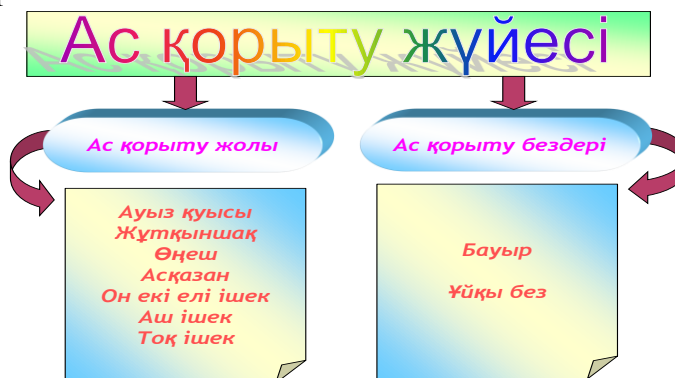 Ас қорыту жүйесі
Ас қорыту жолы
Ас қорыту бездері
Ауыз қуысы
Жұтқыншақ
Өңеш
Асқазан
Он екі елі ішек
Аш ішек
Тоқ ішек
Бауыр
Ұйқы без